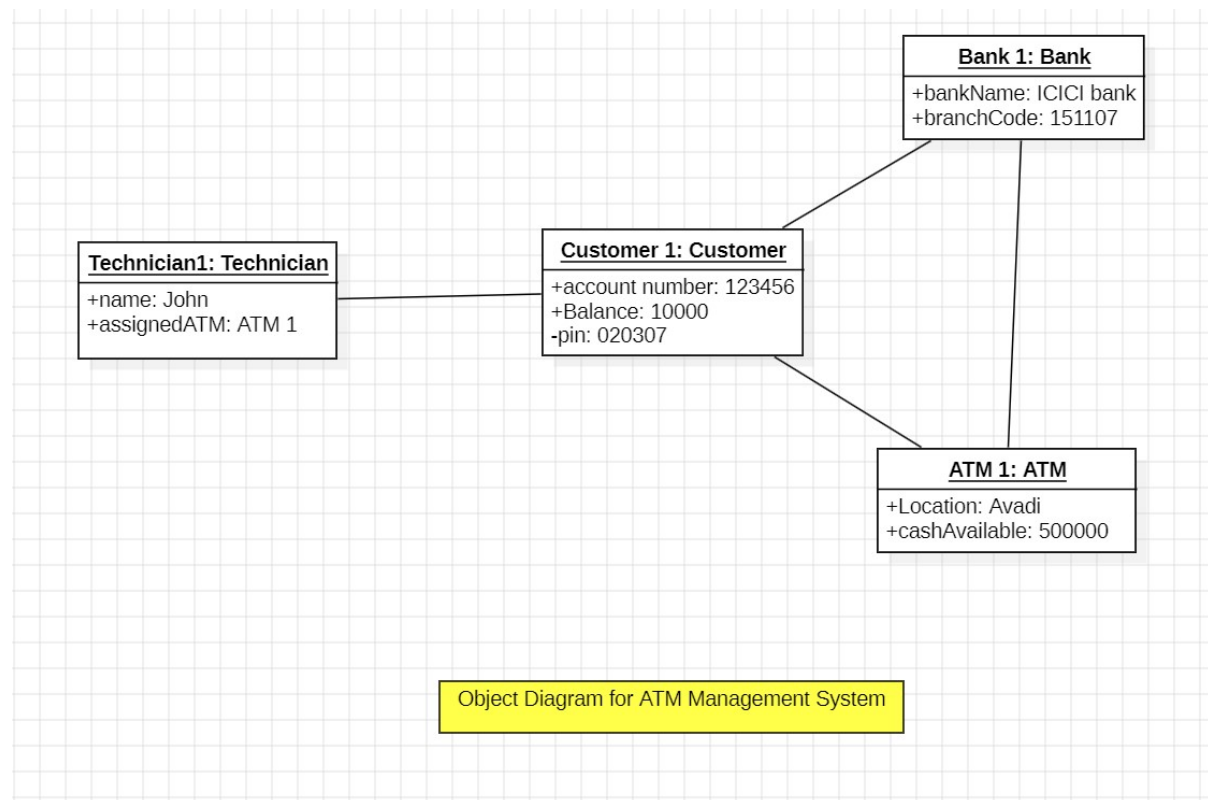 Bank 1: Bank
+bankName: ICICI bank
+branchCode: 151107
Technician1: Technician
+name: John
+assignedATM: ATM 1
Customer 1: Customer
+account number: 123456
+Balance: 10000
-pin: 020307
ATM 1: ATM
+Location: Avadi
+cashAvailable: 500000
Object Diagram for ATM Management System